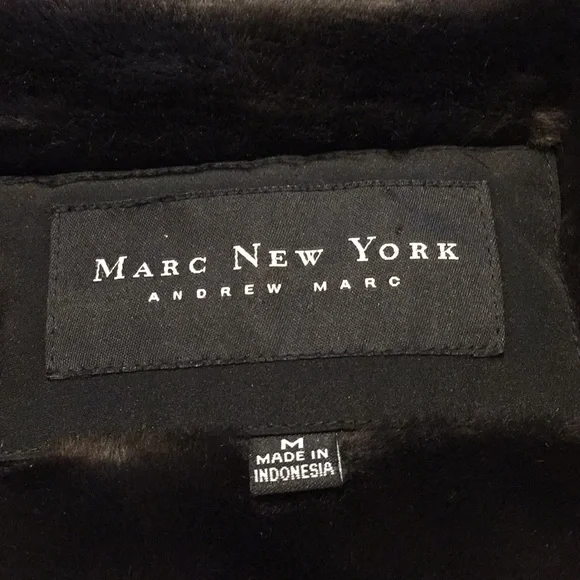 MARC NEW YORK
ANDREW MARC
M
MADE IN
INDONESIA